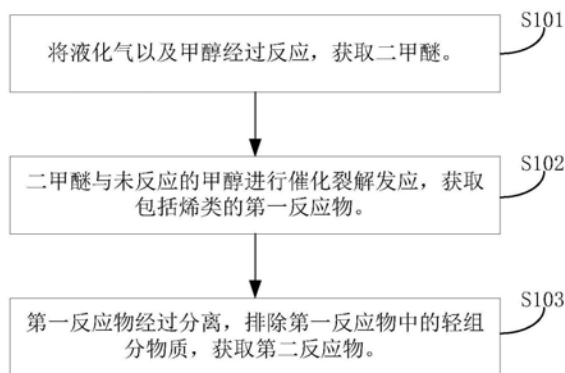 S101
将液化气以及甲醇经过反应，获取二甲醚。
S102
二甲醚与未反应的甲醇进行催化裂解发应，获取
包括烯类的第一反应物。
S103
第一反应物经过分离，排除第一反应物中的轻组
分物质，获取第二反应物。